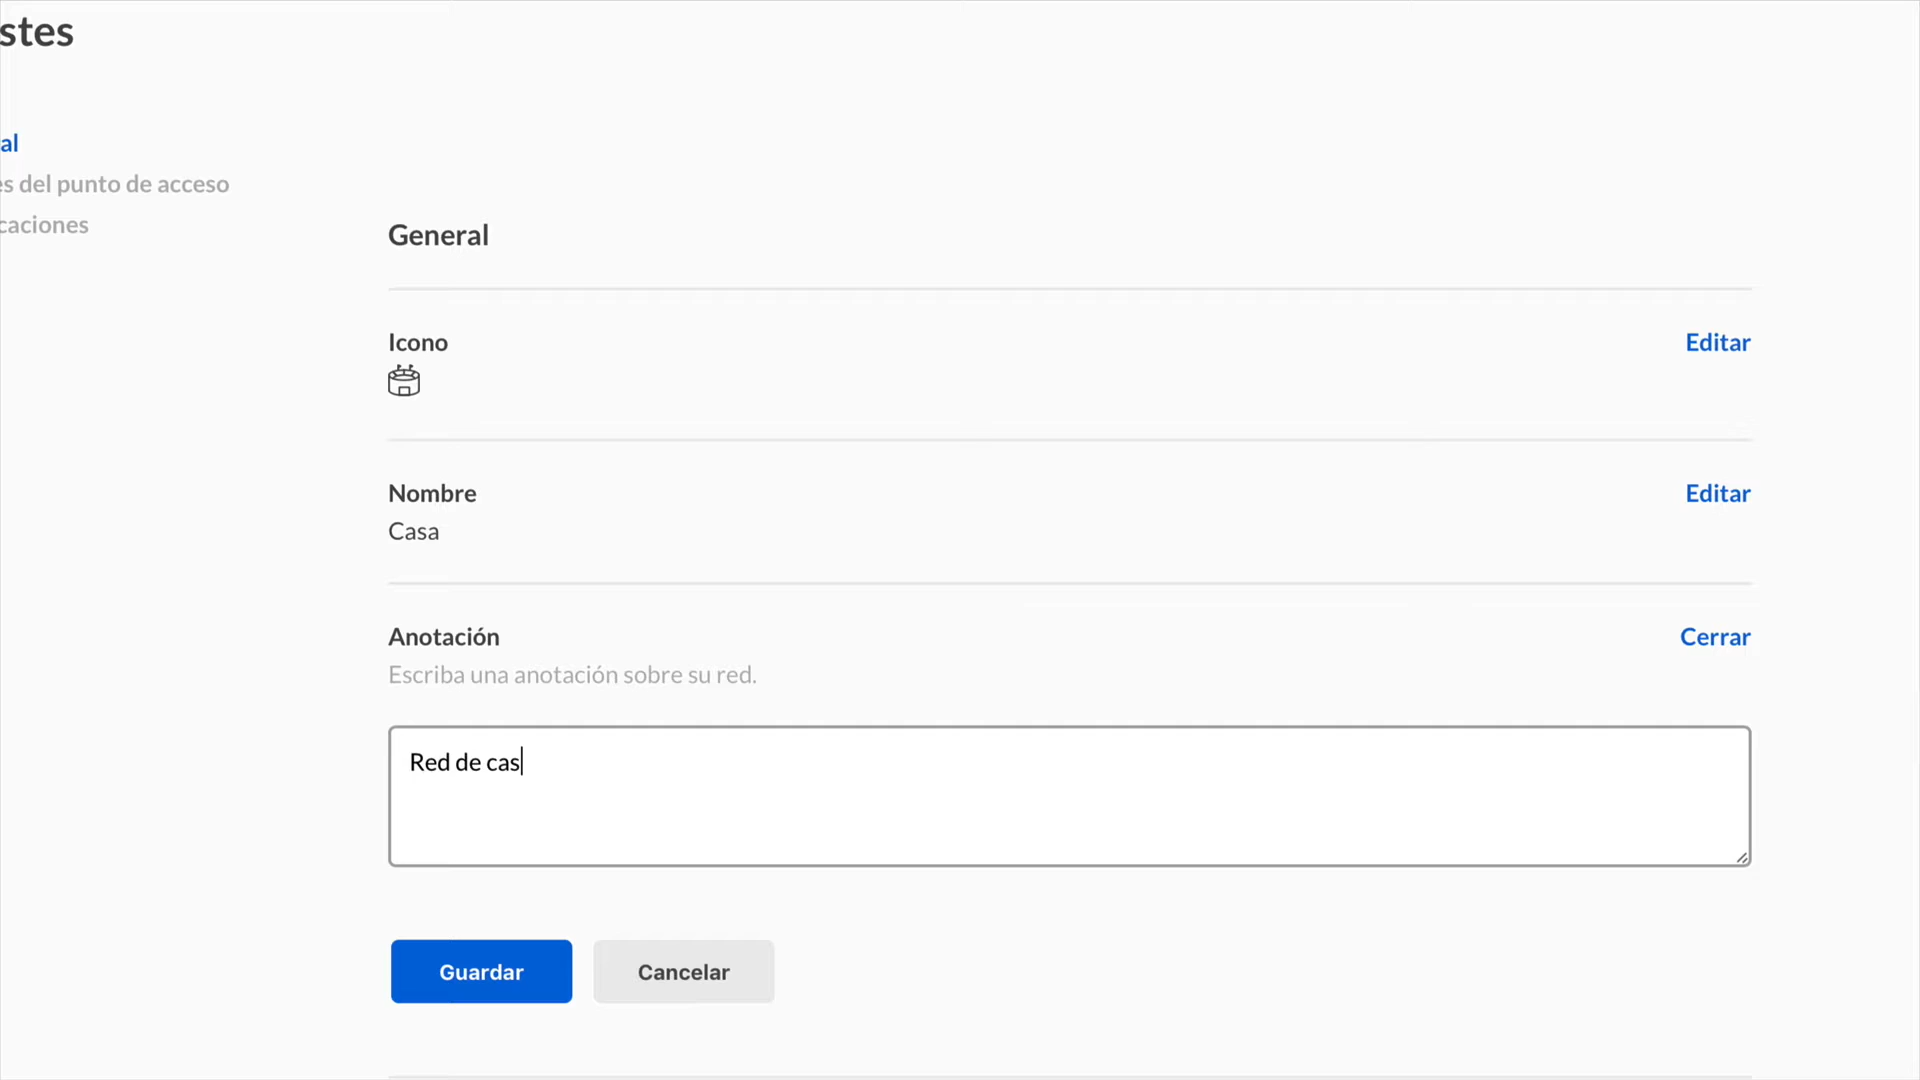 stes
al
es del punto de acceso
caciones
General
Icono
Editar
Nombre
Editar
Casa
Anotación
Cerrar
Escriba una anotación sobre su red.
Red de cas
Guardar
Cancelar